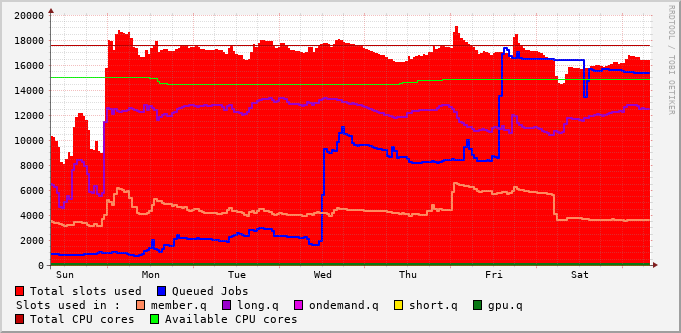 20000
18000
16000
14000
12000
10000
8000
6000
4000
2000
0
Sun Mon Tue Wed Thu Fri Sat
RRDTOOL / TOBI OETIKER
Total slots used Queued Jobs
Slots used in : member.q long.q ondemand.q short.q gpu.q
Total CPU cores Available CPU cores